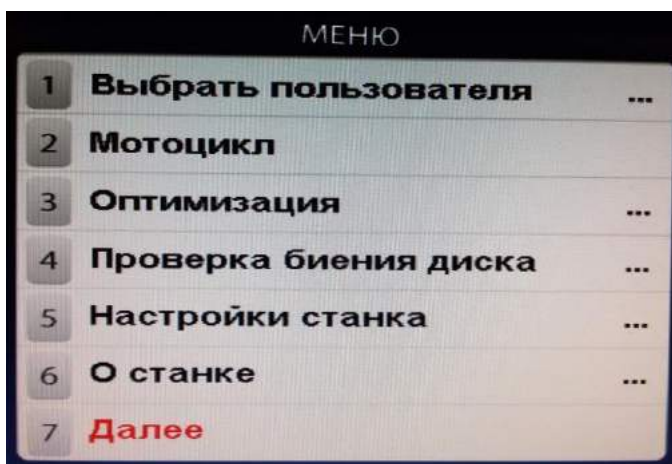 МЕНЮ
1 Выбрать пользователя ...
2 Мотоцикл
3 Оптимизация ...
4 Проверка биения диска ...
5 Настройки станка ...
6 О станке ...
7 Далее